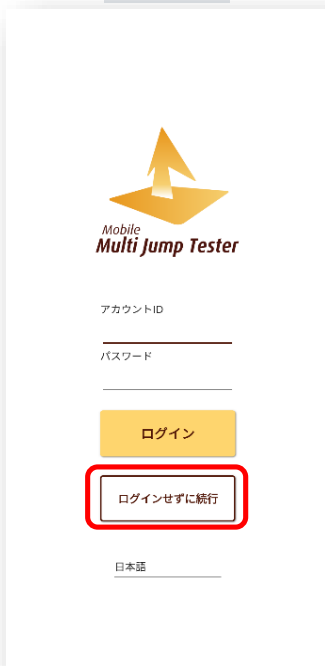 Mobile
Multi Jump Tester
アカウントID
パスワード
ログイン
ログインせずに続行
日本語